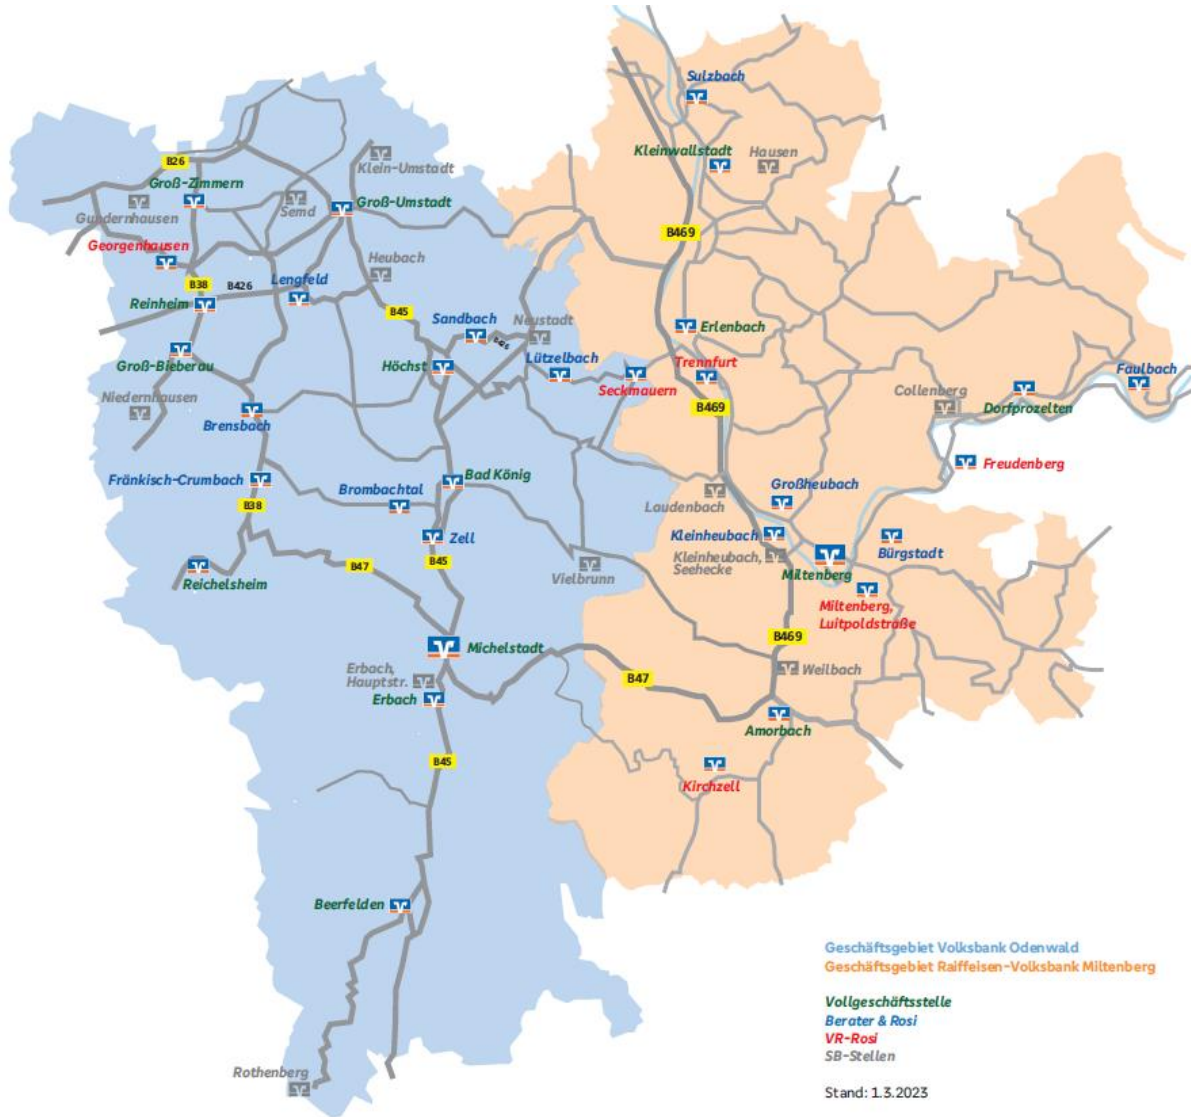 Sulzbach
Kleinwallstadt
Hausen
B26
Klein-Umstadt
Groß-Zimmern
Semd
Groß-Umstadt
Gundernhausen
B469
Georgenhausen
Heubach
B38
B426
Lengfeld
Reinheim
B45
Sandbach
Neustadt
Erlenbach
B426
Groß-Bieberau
Höchst
Lützelbach
Trennfurt
Seckmauern
Faulbach
Collenberg
Dorfprozelten
Niedernhausen
B469
Brensbach
Freudenberg
Fränkisch-Crumbach
Bad König
Brombachtal
Großheubach
Laudenbach
B38
Zell
Kleinheubach
Bürgstadt
Kleinheubach,
Seehecke
B47
B45
Vielbrunn
Miltenberg
Reichelsheim
Miltenberg,
Luitpoldstraße
B469
Michelstadt
Erbach,
Hauptstr.
Weilbach
B47
Erbach
Amorbach
B45
Kirchzell
Beerfelden
Geschäftsgebiet Volksbank Odenwald
Geschäftsgebiet Raiffeisen-Volksbank Miltenberg
Vollgeschäftsstelle
Berater & Rosi
VR-Rosi
SB-Stellen
Rothenberg
Stand: 1.3.2023